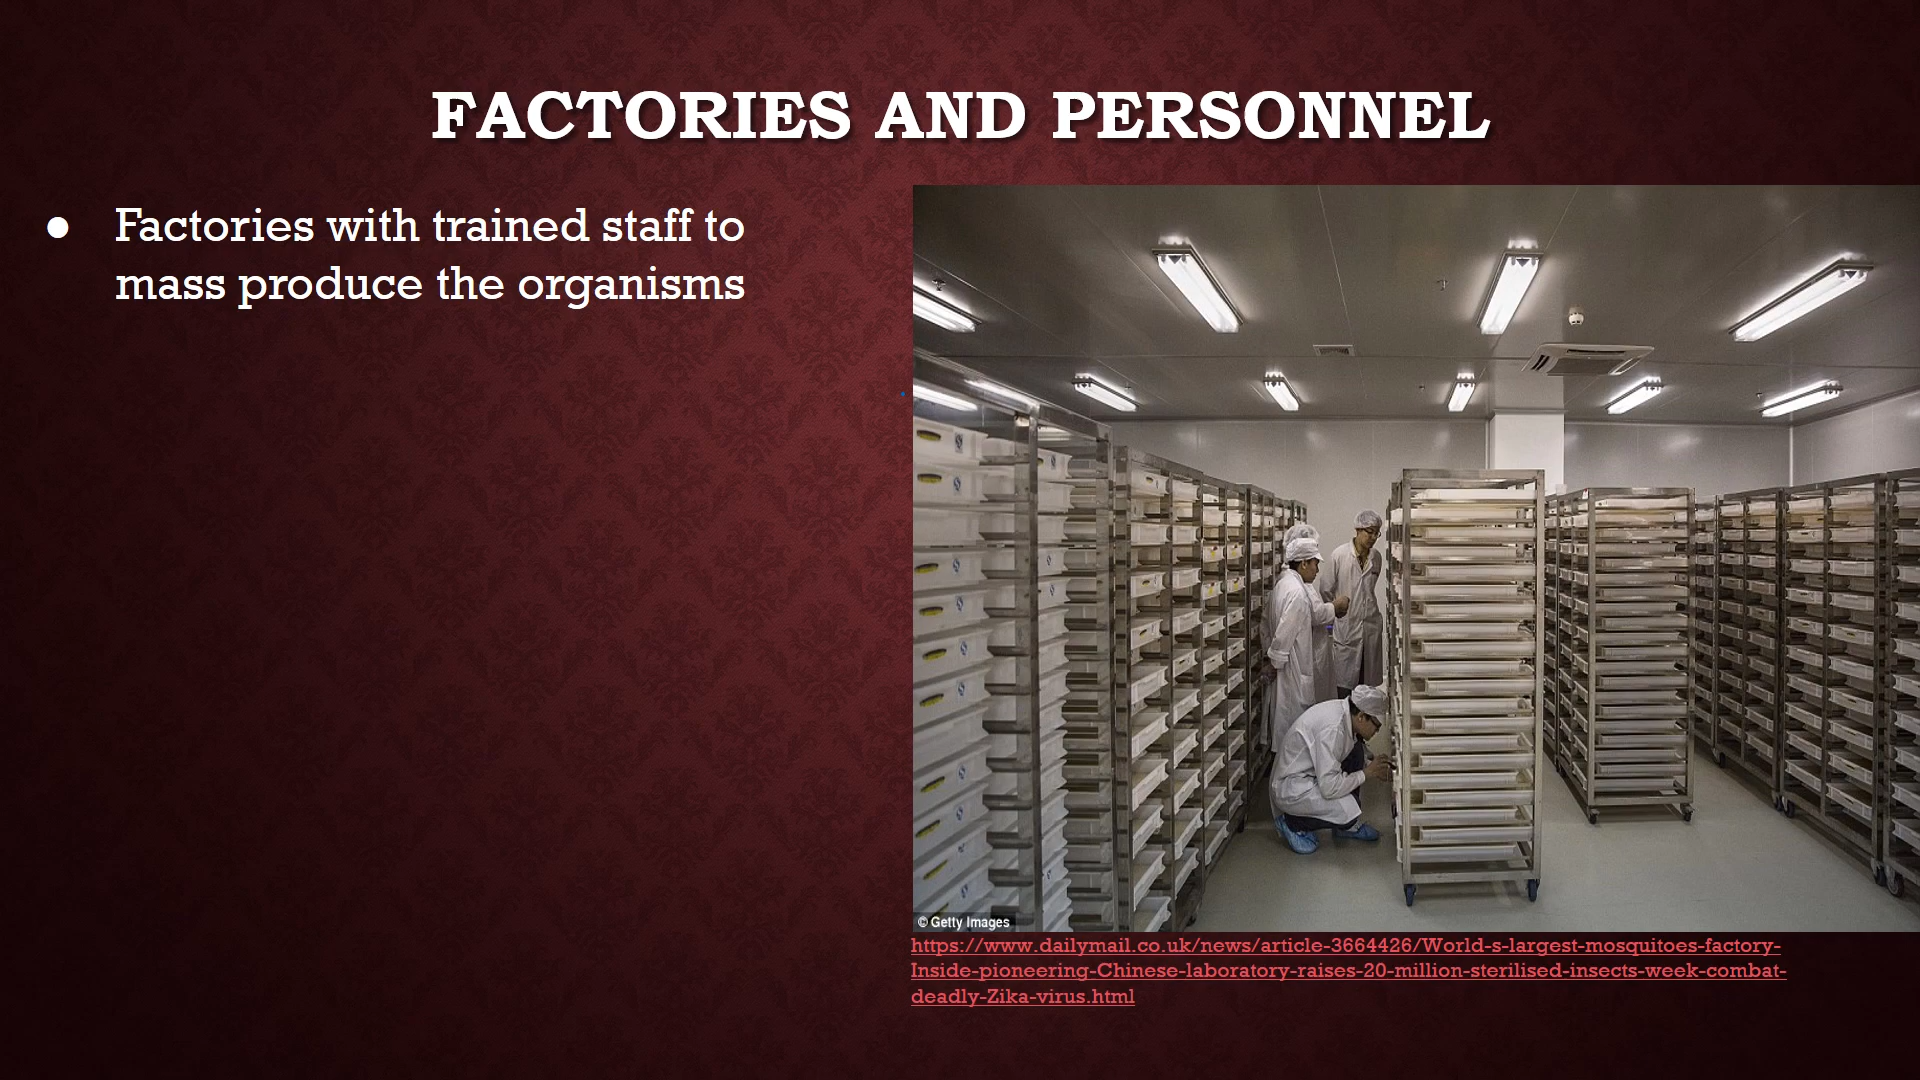 FACTORIES AND PERSONNEL
● Factories with trained staff to
mass produce the organisms
© Getty Images
https://www.dailymail.co.uk/news/article-3664426/World-s-largest-mosquitoes-factory-
Inside-pioneering-Chinese-laboratory-raises-20-million-sterilised-insects-week-combat-
deadly-Zika-virus.html